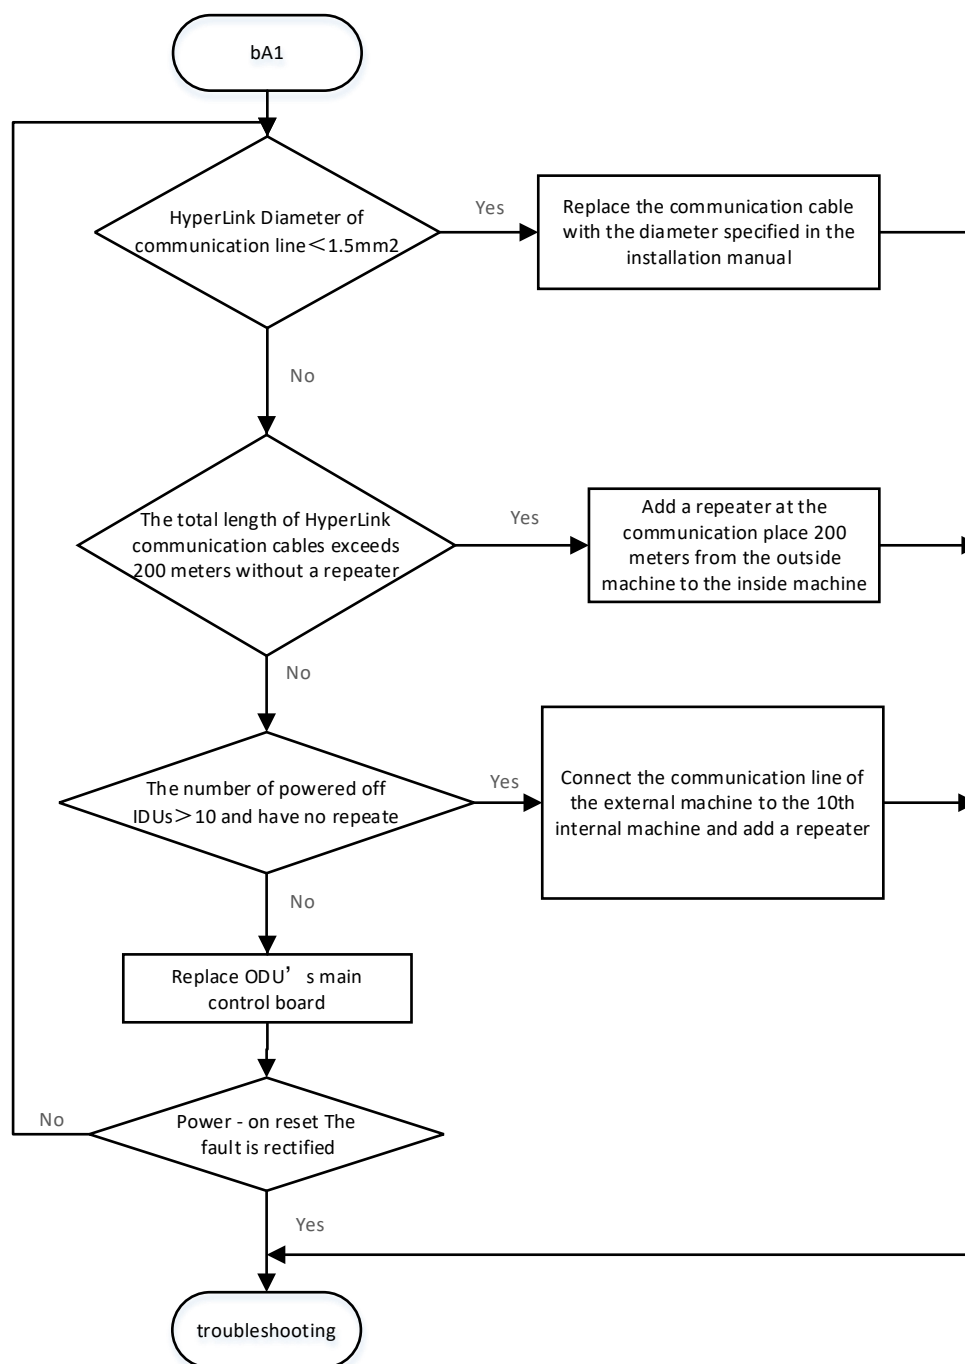 bA1
HyperLink Diameter of
communication line＜1.5mm2
Yes
Replace the communication cable
with the diameter specified in the
installation manual
No
The total length of HyperLink
communication cables exceeds
200 meters without a repeater
Yes
Add a repeater at the
communication place 200
meters from the outside
machine to the inside machine
No
The number of powered off
IDUs＞10 and have no repeate
Yes
Connect the communication line of
the external machine to the 10th
internal machine and add a repeater
No
Replace ODU’s main
control board
Power - on reset The
fault is rectified
No
Yes
troubleshooting